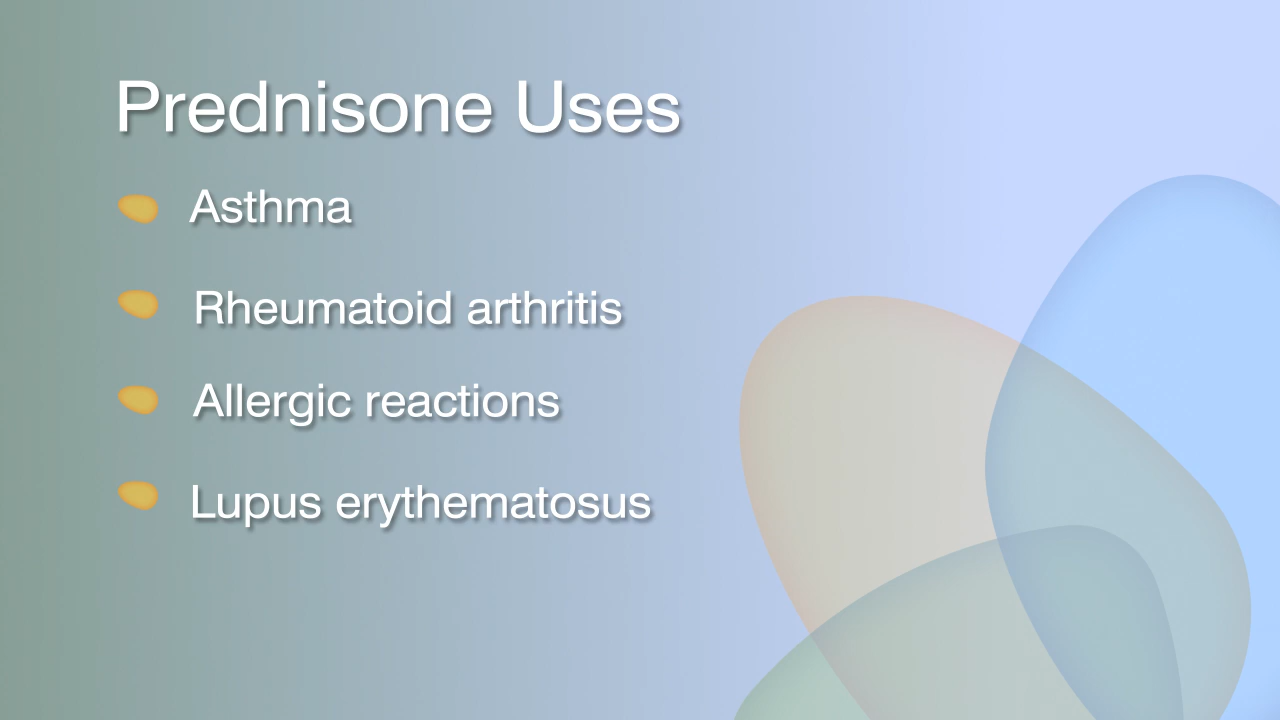 Prednisone Uses
Asthma
Rheumatoid arthritis
Allergic reactions
Lupus erythematosus